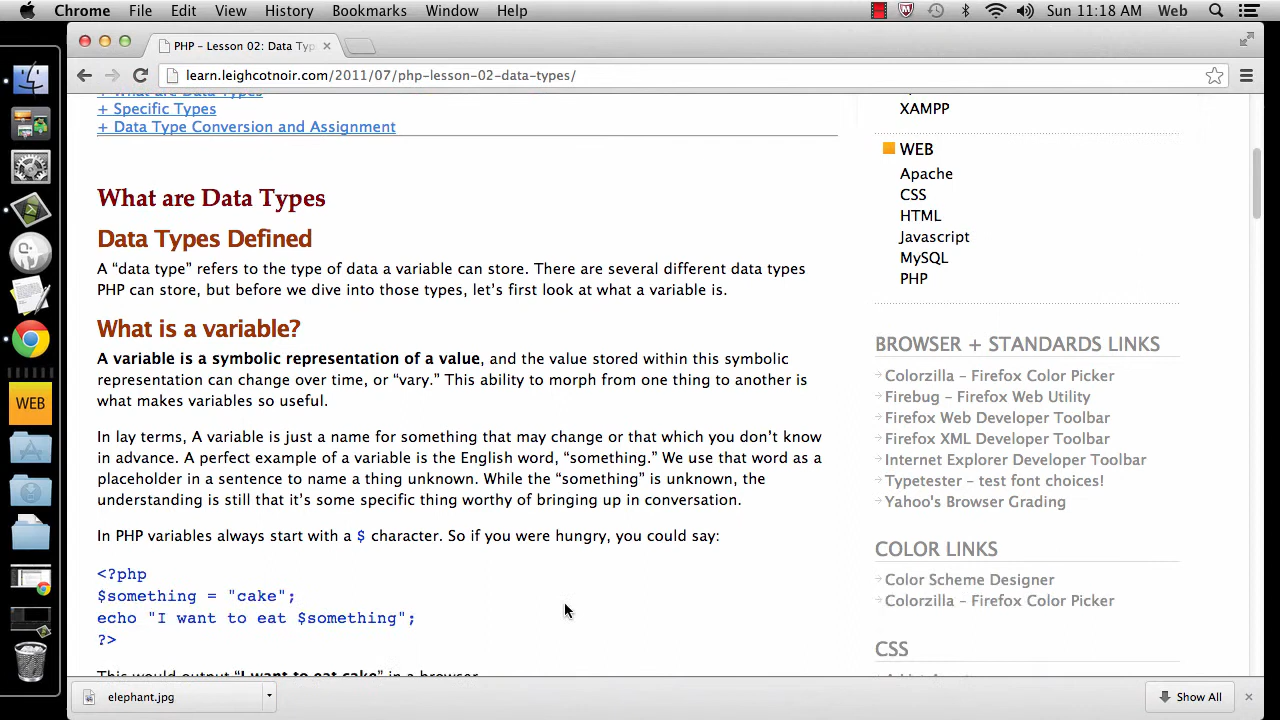 Chrome File Edit View History Bookmarks Window Help Sun 11:18 AM Web
PHP – Lesson 02: Data Typ
learn.leighcotnoir.com/2011/07/php-lesson-02-data-types/
+ What are Data Types
+ Specific Types
+ Data Type Conversion and Assignment
What are Data Types
Data Types Defined
A “data type” refers to the type of data a variable can store. There are several different data types
PHP can store, but before we dive into those types, let’s first look at what a variable is.
What is a variable?
A variable is a symbolic representation of a value, and the value stored within this symbolic
representation can change over time, or “vary.” This ability to morph from one thing to another is
what makes variables so useful.
In lay terms, A variable is just a name for something that may change or that which you don’t know
in advance. A perfect example of a variable is the English word, “something.” We use that word as a
placeholder in a sentence to name a thing unknown. While the “something” is unknown, the
understanding is still that it’s some specific thing worthy of bringing up in conversation.
In PHP variables always start with a $ character. So if you were hungry, you could say:
<?php
$something = "cake";
echo "I want to eat $something";
?>
This would output “I want to eat cake” in a browser.
XAMPP
WEB
Apache
CSS
HTML
Javascript
MySQL
PHP
BROWSER + STANDARDS LINKS
Colorzilla – Firefox Color Picker
Firebug – Firefox Web Utility
Firefox Web Developer Toolbar
Firefox XML Developer Toolbar
Internet Explorer Developer Toolbar
Typetester – test font choices!
Yahoo's Browser Grading
COLOR LINKS
Color Scheme Designer
Colorzilla – Firefox Color Picker
CSS
WEB
elephant.jpg
Show All